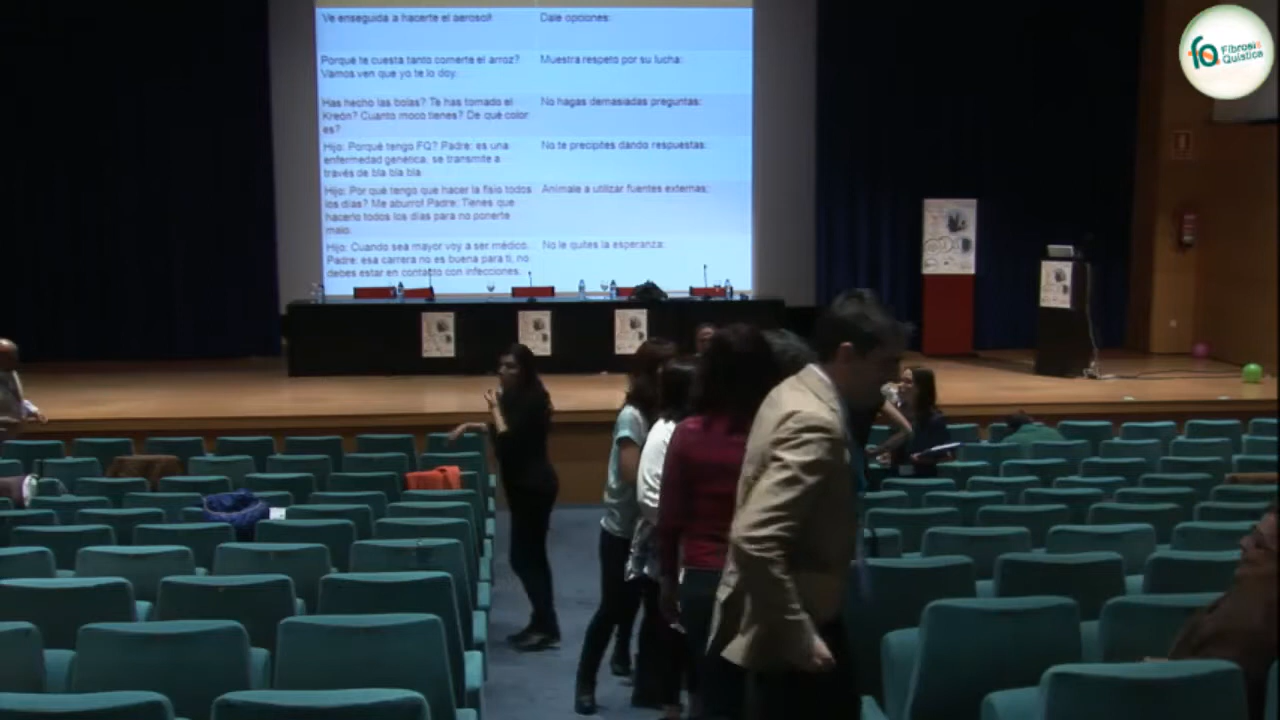 Ve enseguida a hacerte el aerosol!
Dale opciones:
Porqué te cuesta tanto comerte el arroz?
Vamos ven que yo te lo doy.
Muestra respeto por su lucha:
Has hecho las bolas? Te has tomado el
Kreón? Cuánto moco tienes? De qué color
es?
No hagas demasiadas preguntas:
Hijo: Porqué tengo FQ? Padre: es una
enfermedad genética, se transmite a
través de bla bla bla
No te precipites dando respuestas:
Hijo: Por qué tengo que hacer la fisio todos
los días? Me aburro! Padre: Tienes que
hacerlo todos los días para no ponerte
malo.
Anímale a utilizar fuentes externas:
Hijo: Cuando sea mayor voy a ser médico.
Padre: esa carrera no es buena para ti, no
debes estar en contacto con infecciones.
No le quites la esperanza:
fq Fibrosis
Quística